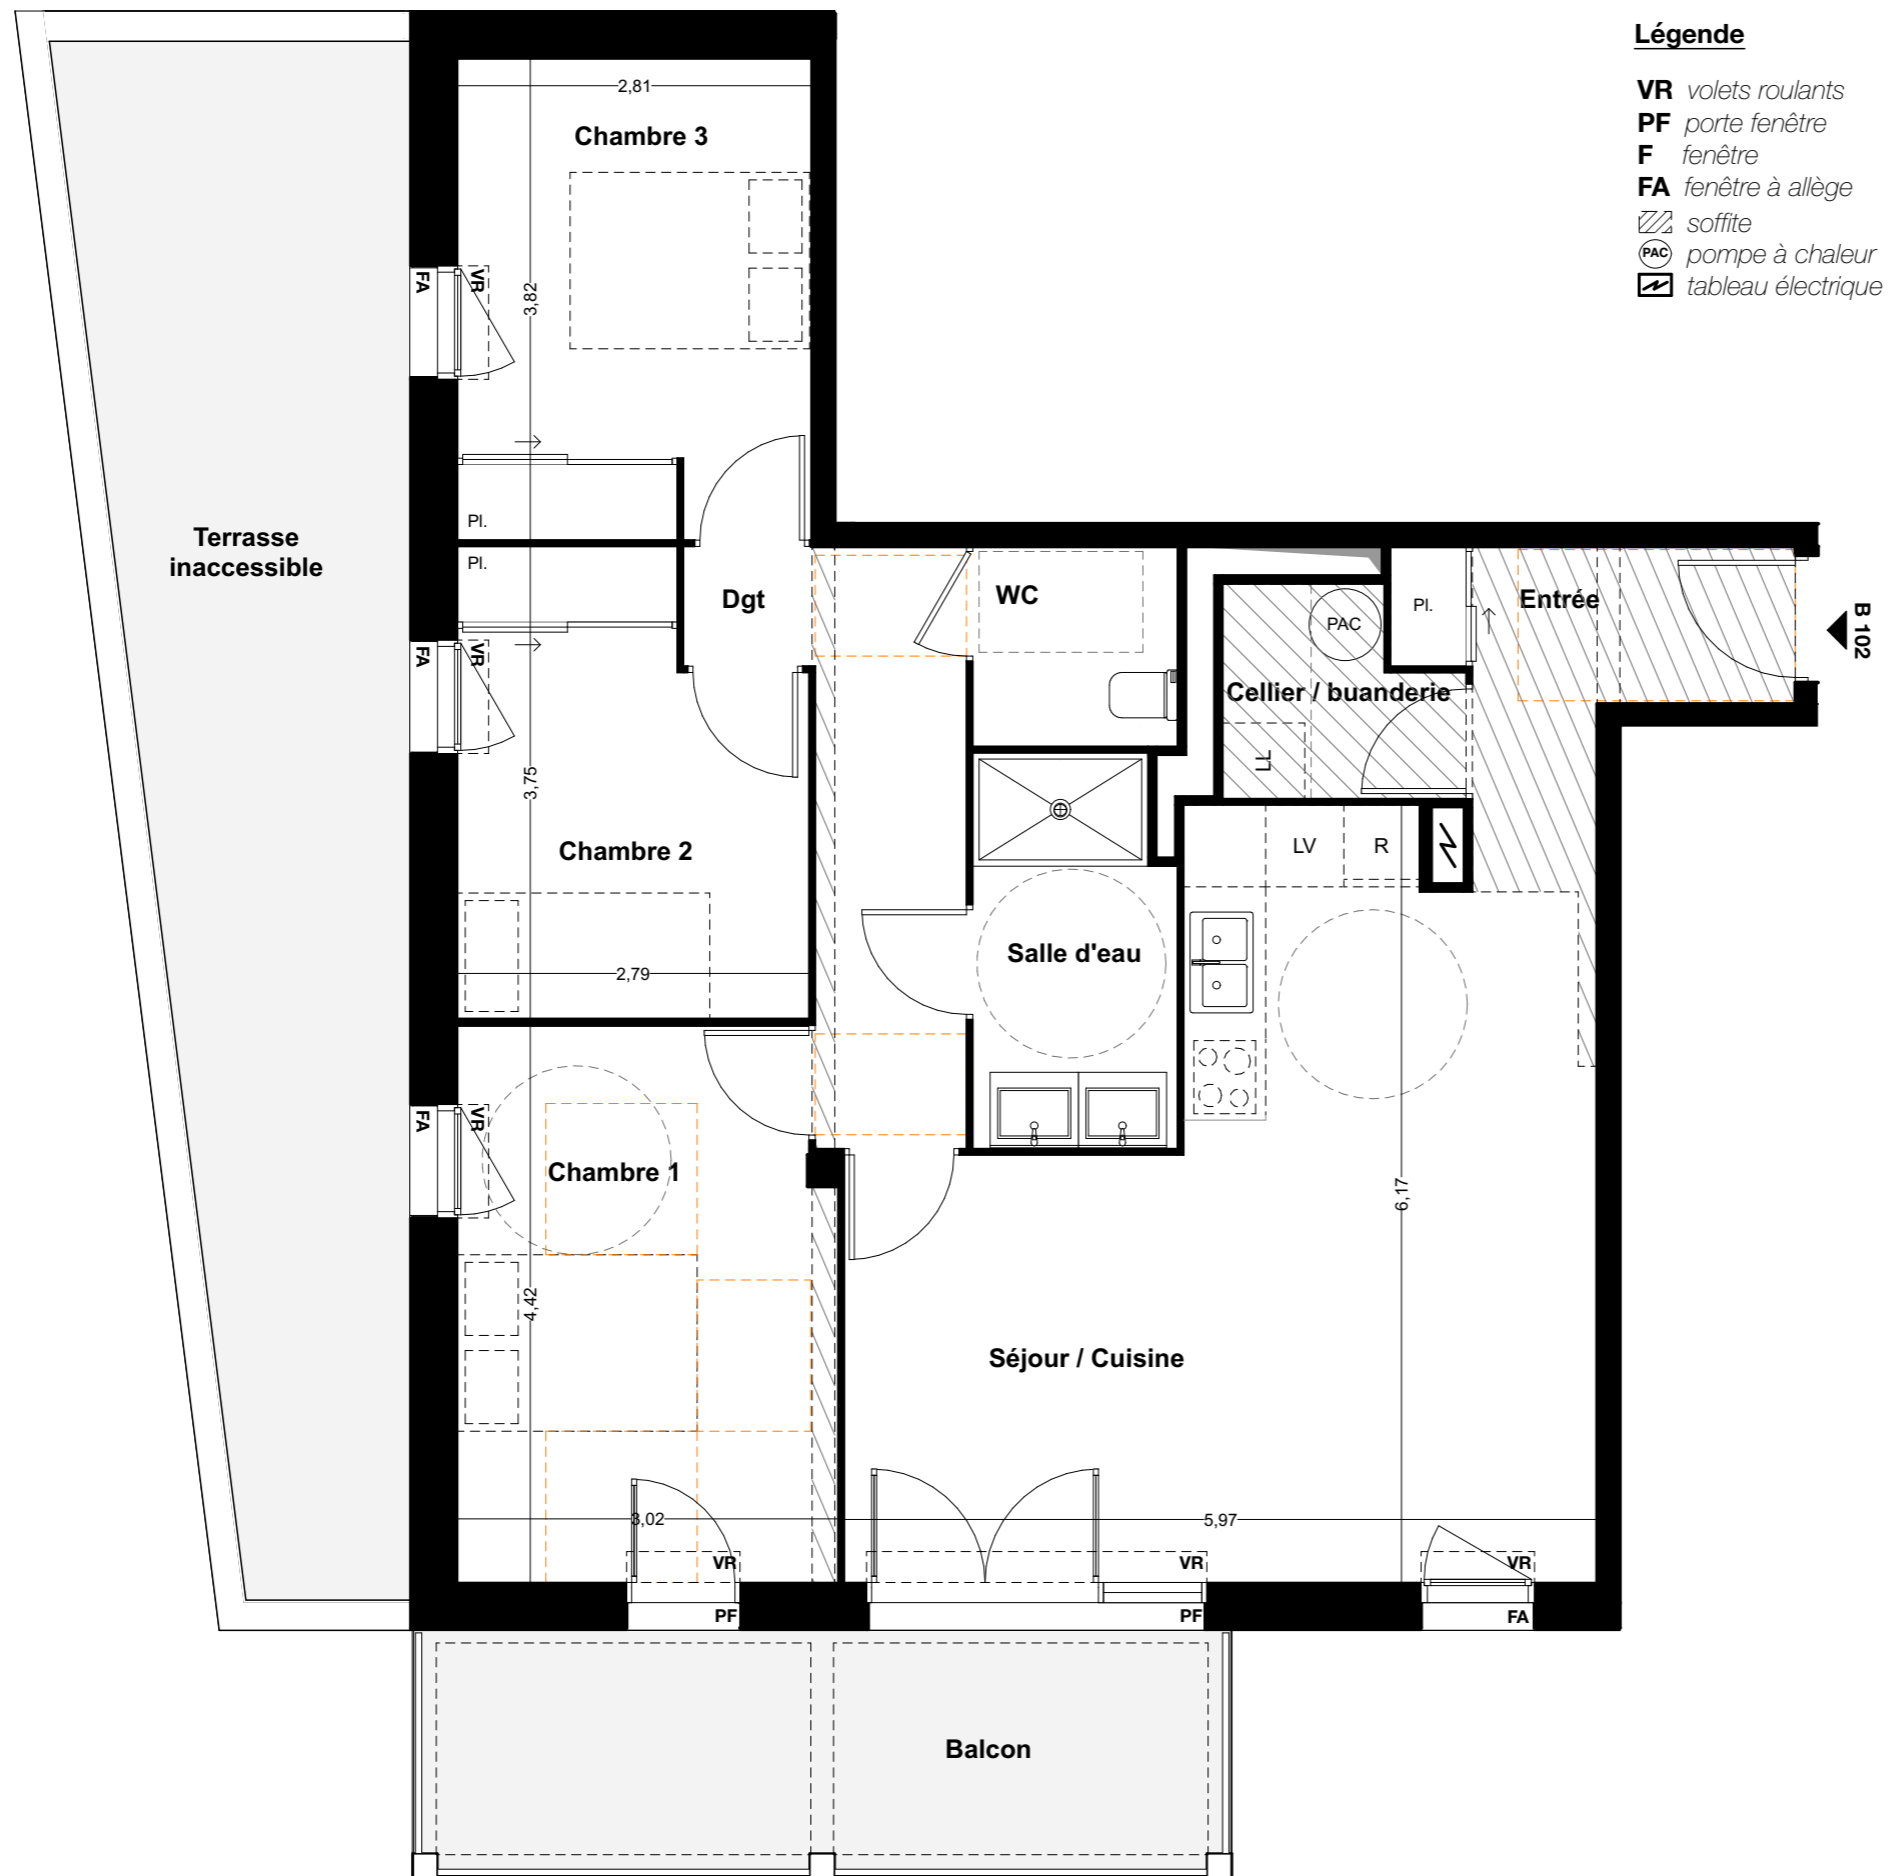 Légende
VR volets roulants
PF porte fenêtre
F fenêtre
FA fenêtre à allège
soffite
PAC pompe à chaleur
tableau électrique
2,81
Chambre 3
FA
VR
3,82
Pl.
Terrasse
inaccessible
Pl.
Dgt
WC
PAC
Pl.
Entrée
B 102
FA
VR
Cellier / buanderie
LL
3,75
Chambre 2
LV
R
Salle d'eau
2,79
FA
VR
Chambre 1
6,17
4,42
Séjour / Cuisine
3,02
5,97
VR
VR
VR
PF
PF
FA
Balcon